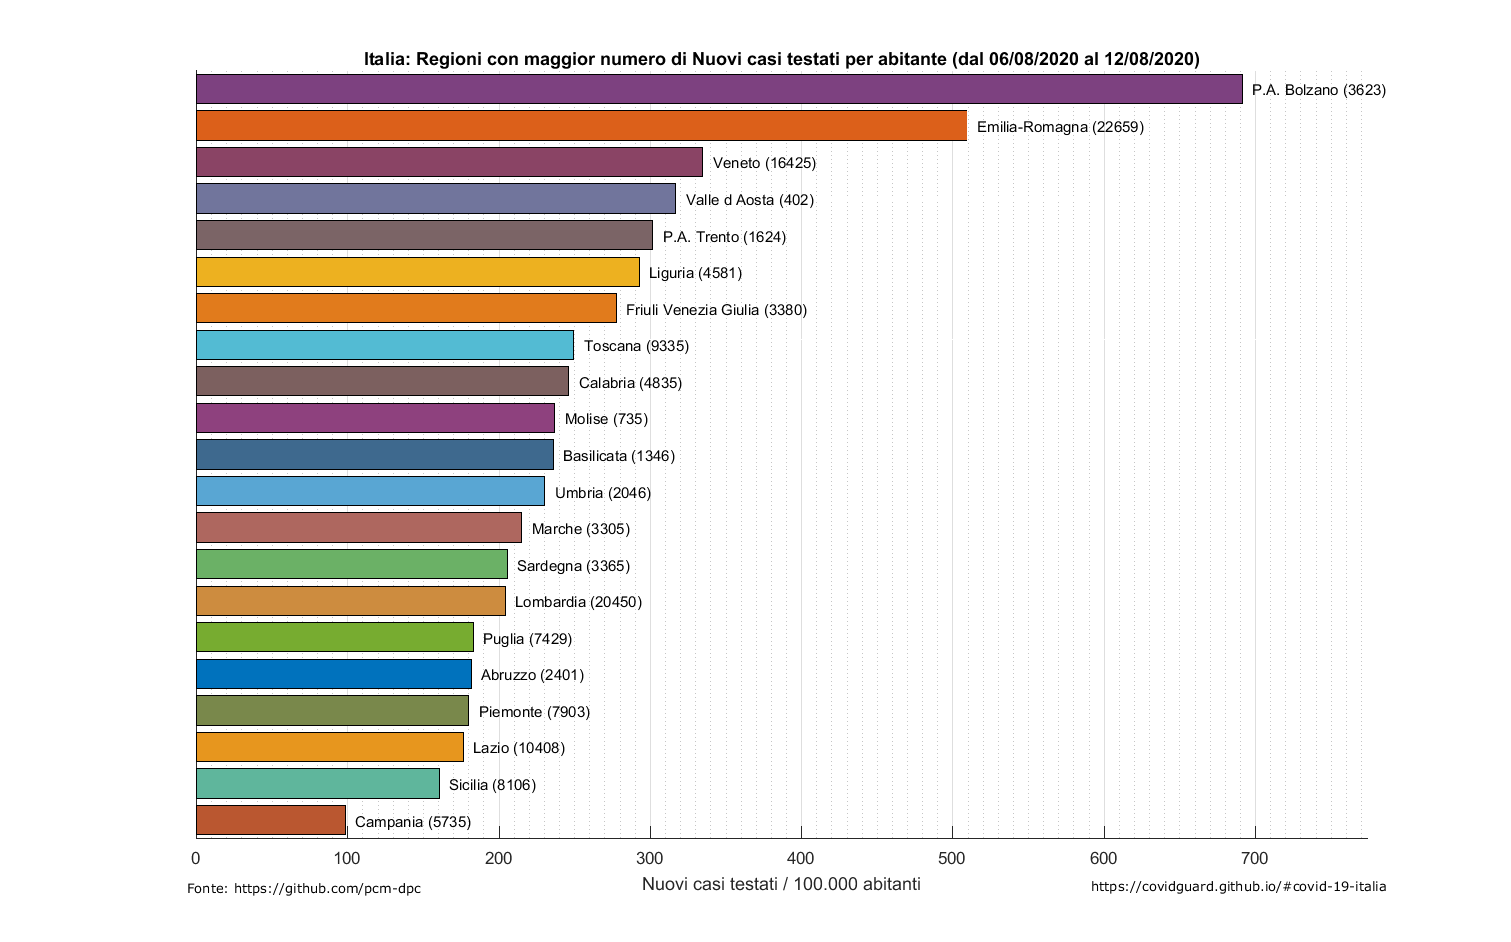 Italia: Regioni con maggior numero di Nuovi casi testati per abitante (dal 06/08/2020 al 12/08/2020)
P.A. Bolzano (3623)
Emilia-Romagna (22659)
Veneto (16425)
Valle d Aosta (402)
P.A. Trento (1624)
Liguria (4581)
Friuli Venezia Giulia (3380)
Toscana (9335)
Calabria (4835)
Molise (735)
Basilicata (1346)
Umbria (2046)
Marche (3305)
Sardegna (3365)
Lombardia (20450)
Puglia (7429)
Abruzzo (2401)
Piemonte (7903)
Lazio (10408)
Sicilia (8106)
Campania (5735)
0 100 200 300 400 500 600 700
Nuovi casi testati / 100.000 abitanti
Fonte: https://github.com/pcm-dpc
https://covidguard.github.io/#covid-19-italia